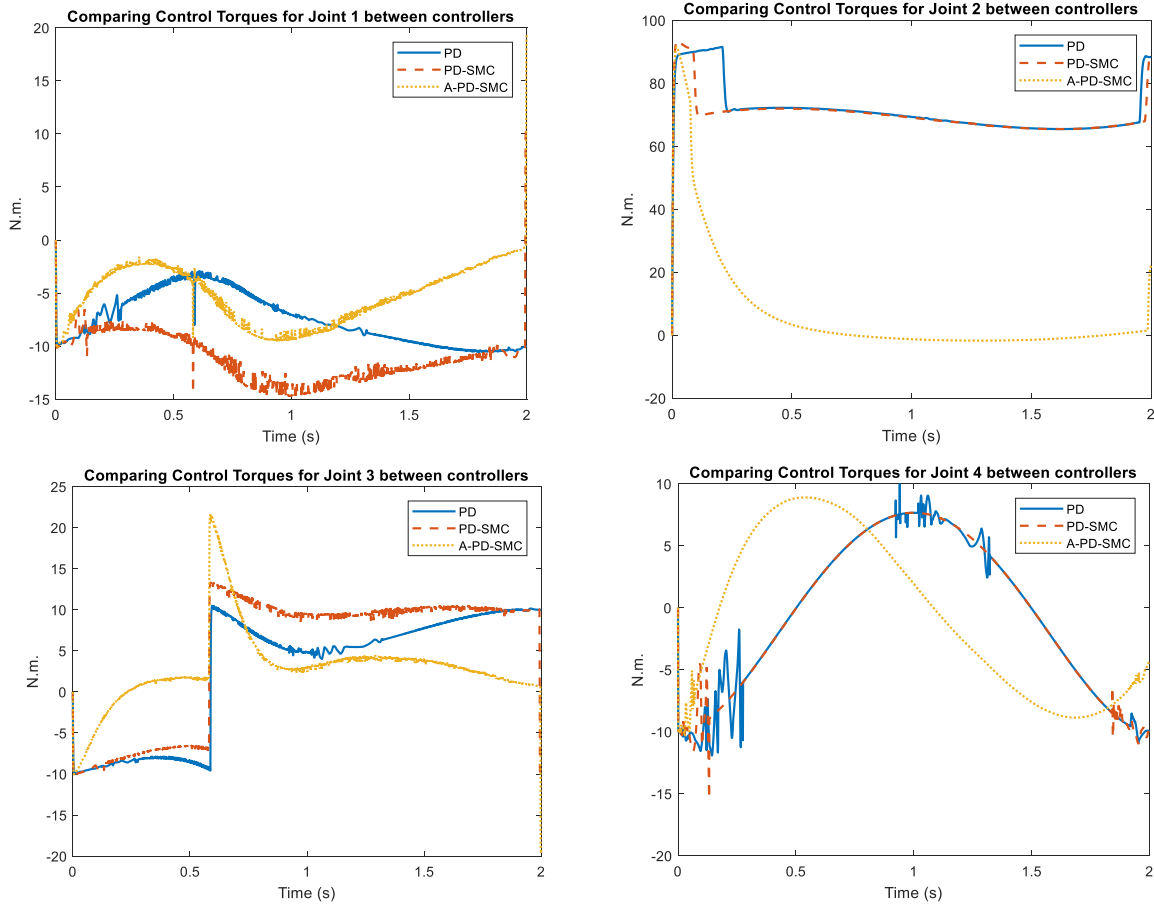 Comparing Control Torques for Joint 1 between controllers
20
15
10
5
0
-5
-10
-15
N.m.
PD
PD-SMC
A-PD-SMC
0
0.5
1
1.5
2
Time (s)
Comparing Control Torques for Joint 2 between controllers
100
80
60
40
20
0
-20
N.m.
PD
PD-SMC
A-PD-SMC
0
0.5
1
1.5
2
Time (s)
Comparing Control Torques for Joint 3 between controllers
25
20
15
10
5
0
-5
-10
-15
-20
N.m.
PD
PD-SMC
A-PD-SMC
0
0.5
1
1.5
2
Time (s)
Comparing Control Torques for Joint 4 between controllers
10
5
0
-5
-10
-15
-20
N.m.
PD
PD-SMC
A-PD-SMC
0
0.5
1
1.5
2
Time (s)